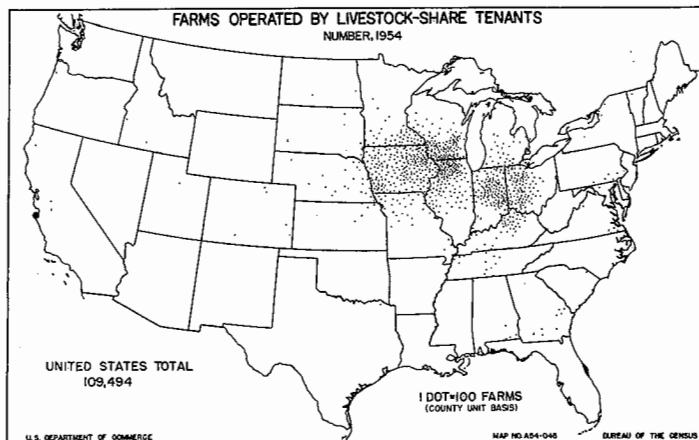 FARMS OPERATED BY LIVESTOCK-SHARE TENANTS
NUMBER, 1954
UNITED STATES TOTAL
109,494
1 DOT=100 FARMS
(COUNTY UNIT BASIS)
U.S. DEPARTMENT OF COMMERCE
MAP NO. A54-046
BUREAU OF THE CENSUS